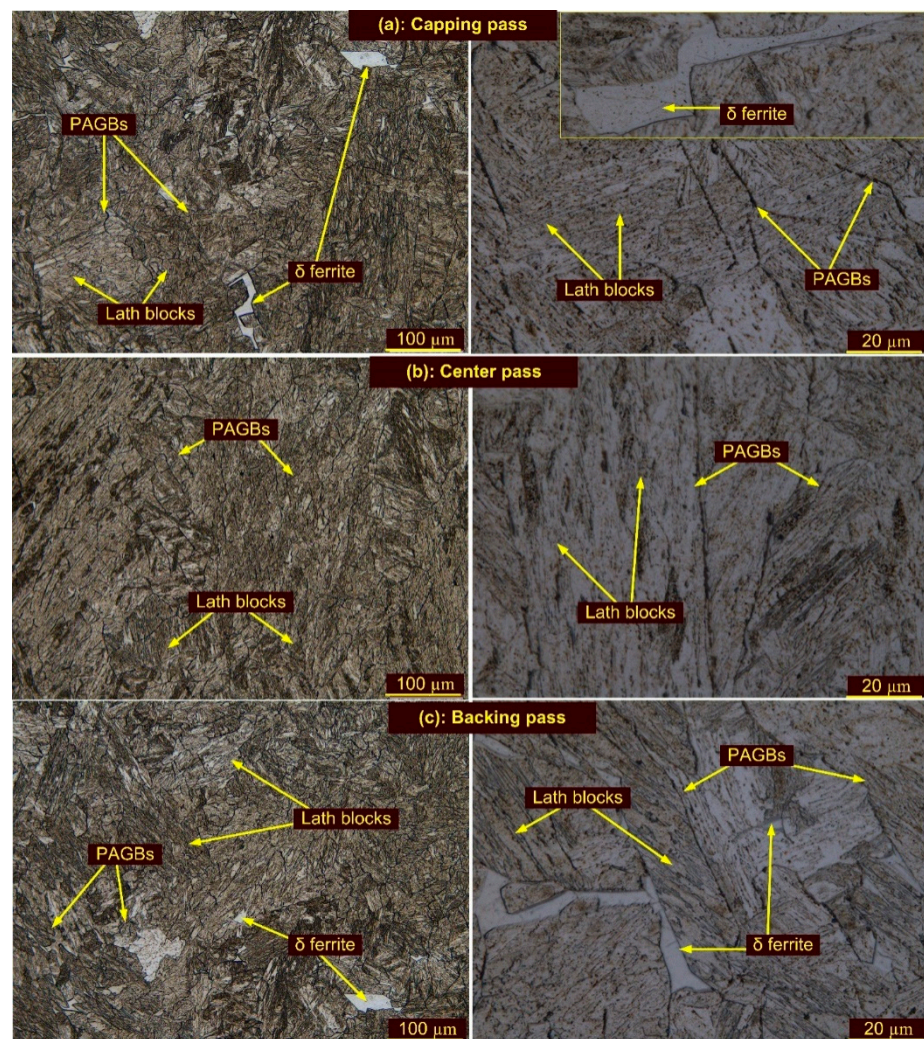 (a): Capping pass
PAGBs
δ ferrite
Lath blocks
100 µm
δ ferrite
Lath blocks
PAGBs
20 µm
(b): Center pass
PAGBs
Lath blocks
100 µm
PAGBs
Lath blocks
20 µm
(c): Backing pass
Lath blocks
PAGBs
δ ferrite
100 µm
PAGBs
Lath blocks
δ ferrite
20 µm